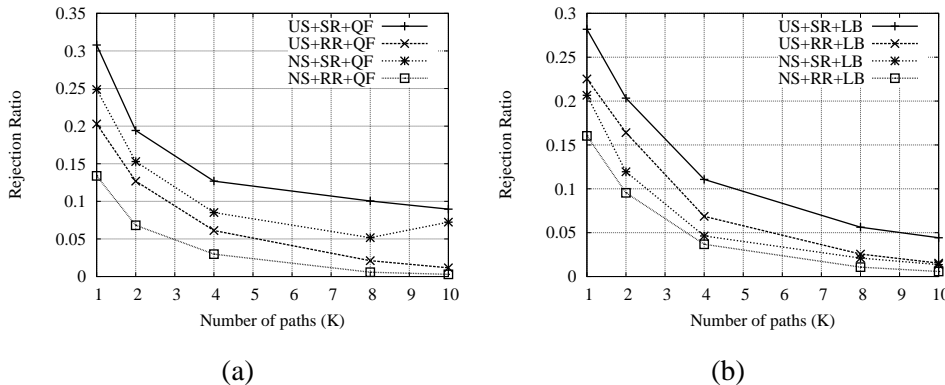 0.35
0.3
0.25
0.2
0.15
0.1
0.05
0
1 2 3 4 5 6 7 8 9 10
Rejection Ratio
Number of paths (K)
US+SR+QF
US+RR+QF
NS+SR+QF
NS+RR+QF
(a)
0.3
0.25
0.2
0.15
0.1
0.05
0
1 2 3 4 5 6 7 8 9 10
Rejection Ratio
Number of paths (K)
US+SR+LB
US+RR+LB
NS+SR+LB
NS+RR+LB
(b)